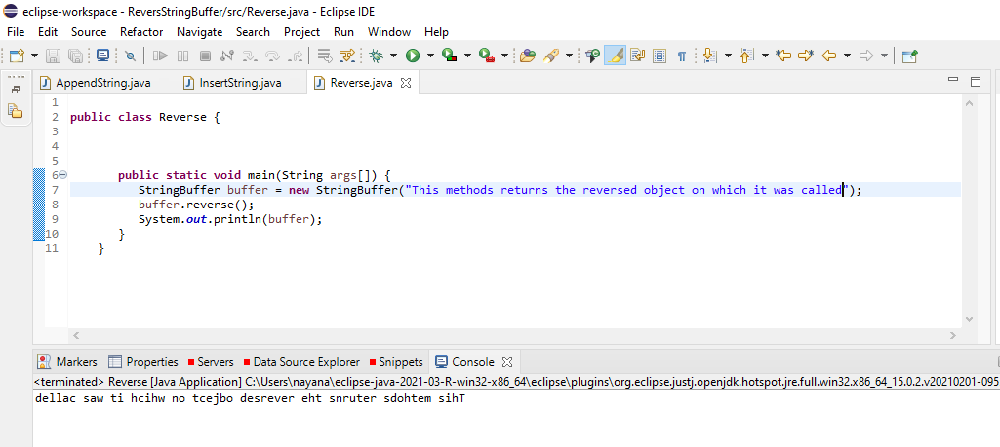 eclipse-workspace - ReversStringBuffer/src/Reverse.java - Eclipse IDE
File Edit Source Refactor Navigate Search Project Run Window Help
AppendString.java InsertString.java Reverse.java
1
2 public class Reverse {
3
4
5
6 public static void main(String args[]) {
7 StringBuffer buffer = new StringBuffer("This methods returns the reversed object on which it was called");
8 buffer.reverse();
9 System.out.println(buffer);
10 }
11 }
Markers Properties Servers Data Source Explorer Snippets Console
<terminated> Reverse [Java Application] C:\Users\nayana\eclipse-java-2021-03-R-win32-x86_64\eclipse\plugins\org.eclipse.justj.openjdk.hotspot.jre.full.win32.x86_64_15.0.2.v20210201-095
dellac saw ti hcihw no tcejbo desrever eht snruter sdohtem sihT